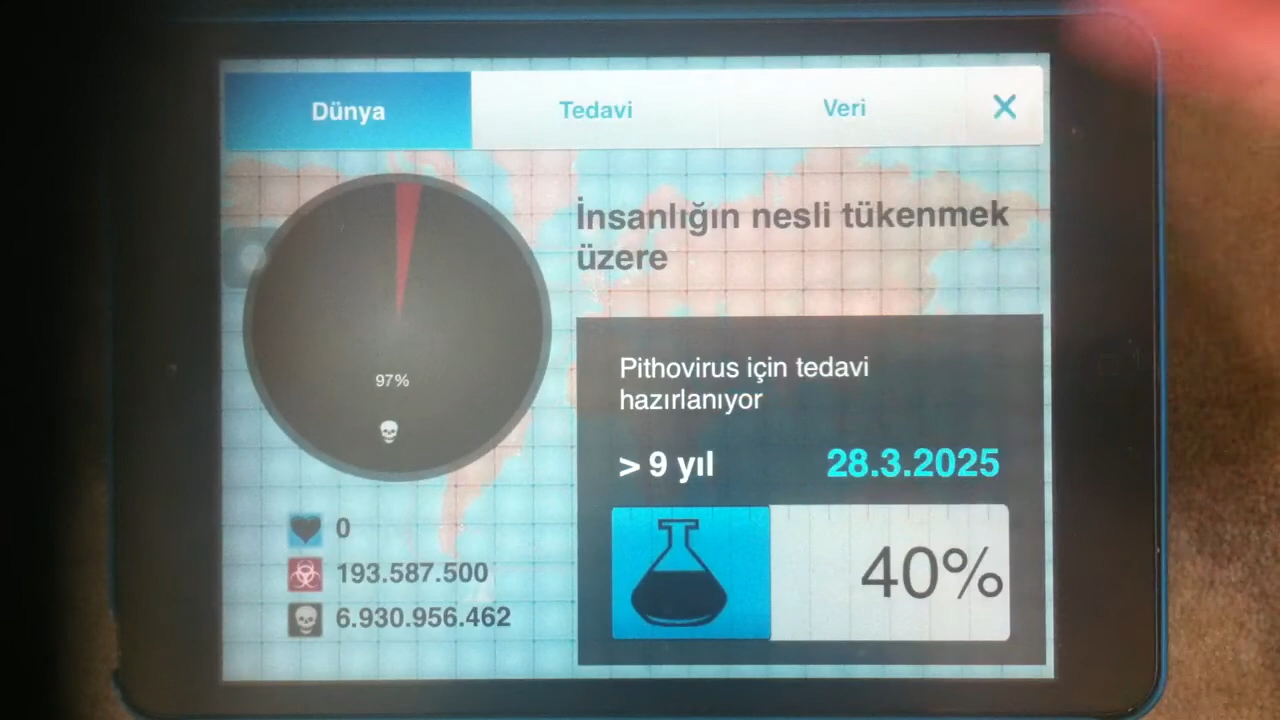 Dünya
Tedavi
Veri
İnsanlığın nesli tükenmek
üzere
97%
Pithovirus için tedavi
hazırlanıyor
> 9 yıl
28.3.2025
40%
0
193.587.500
6.930.956.462